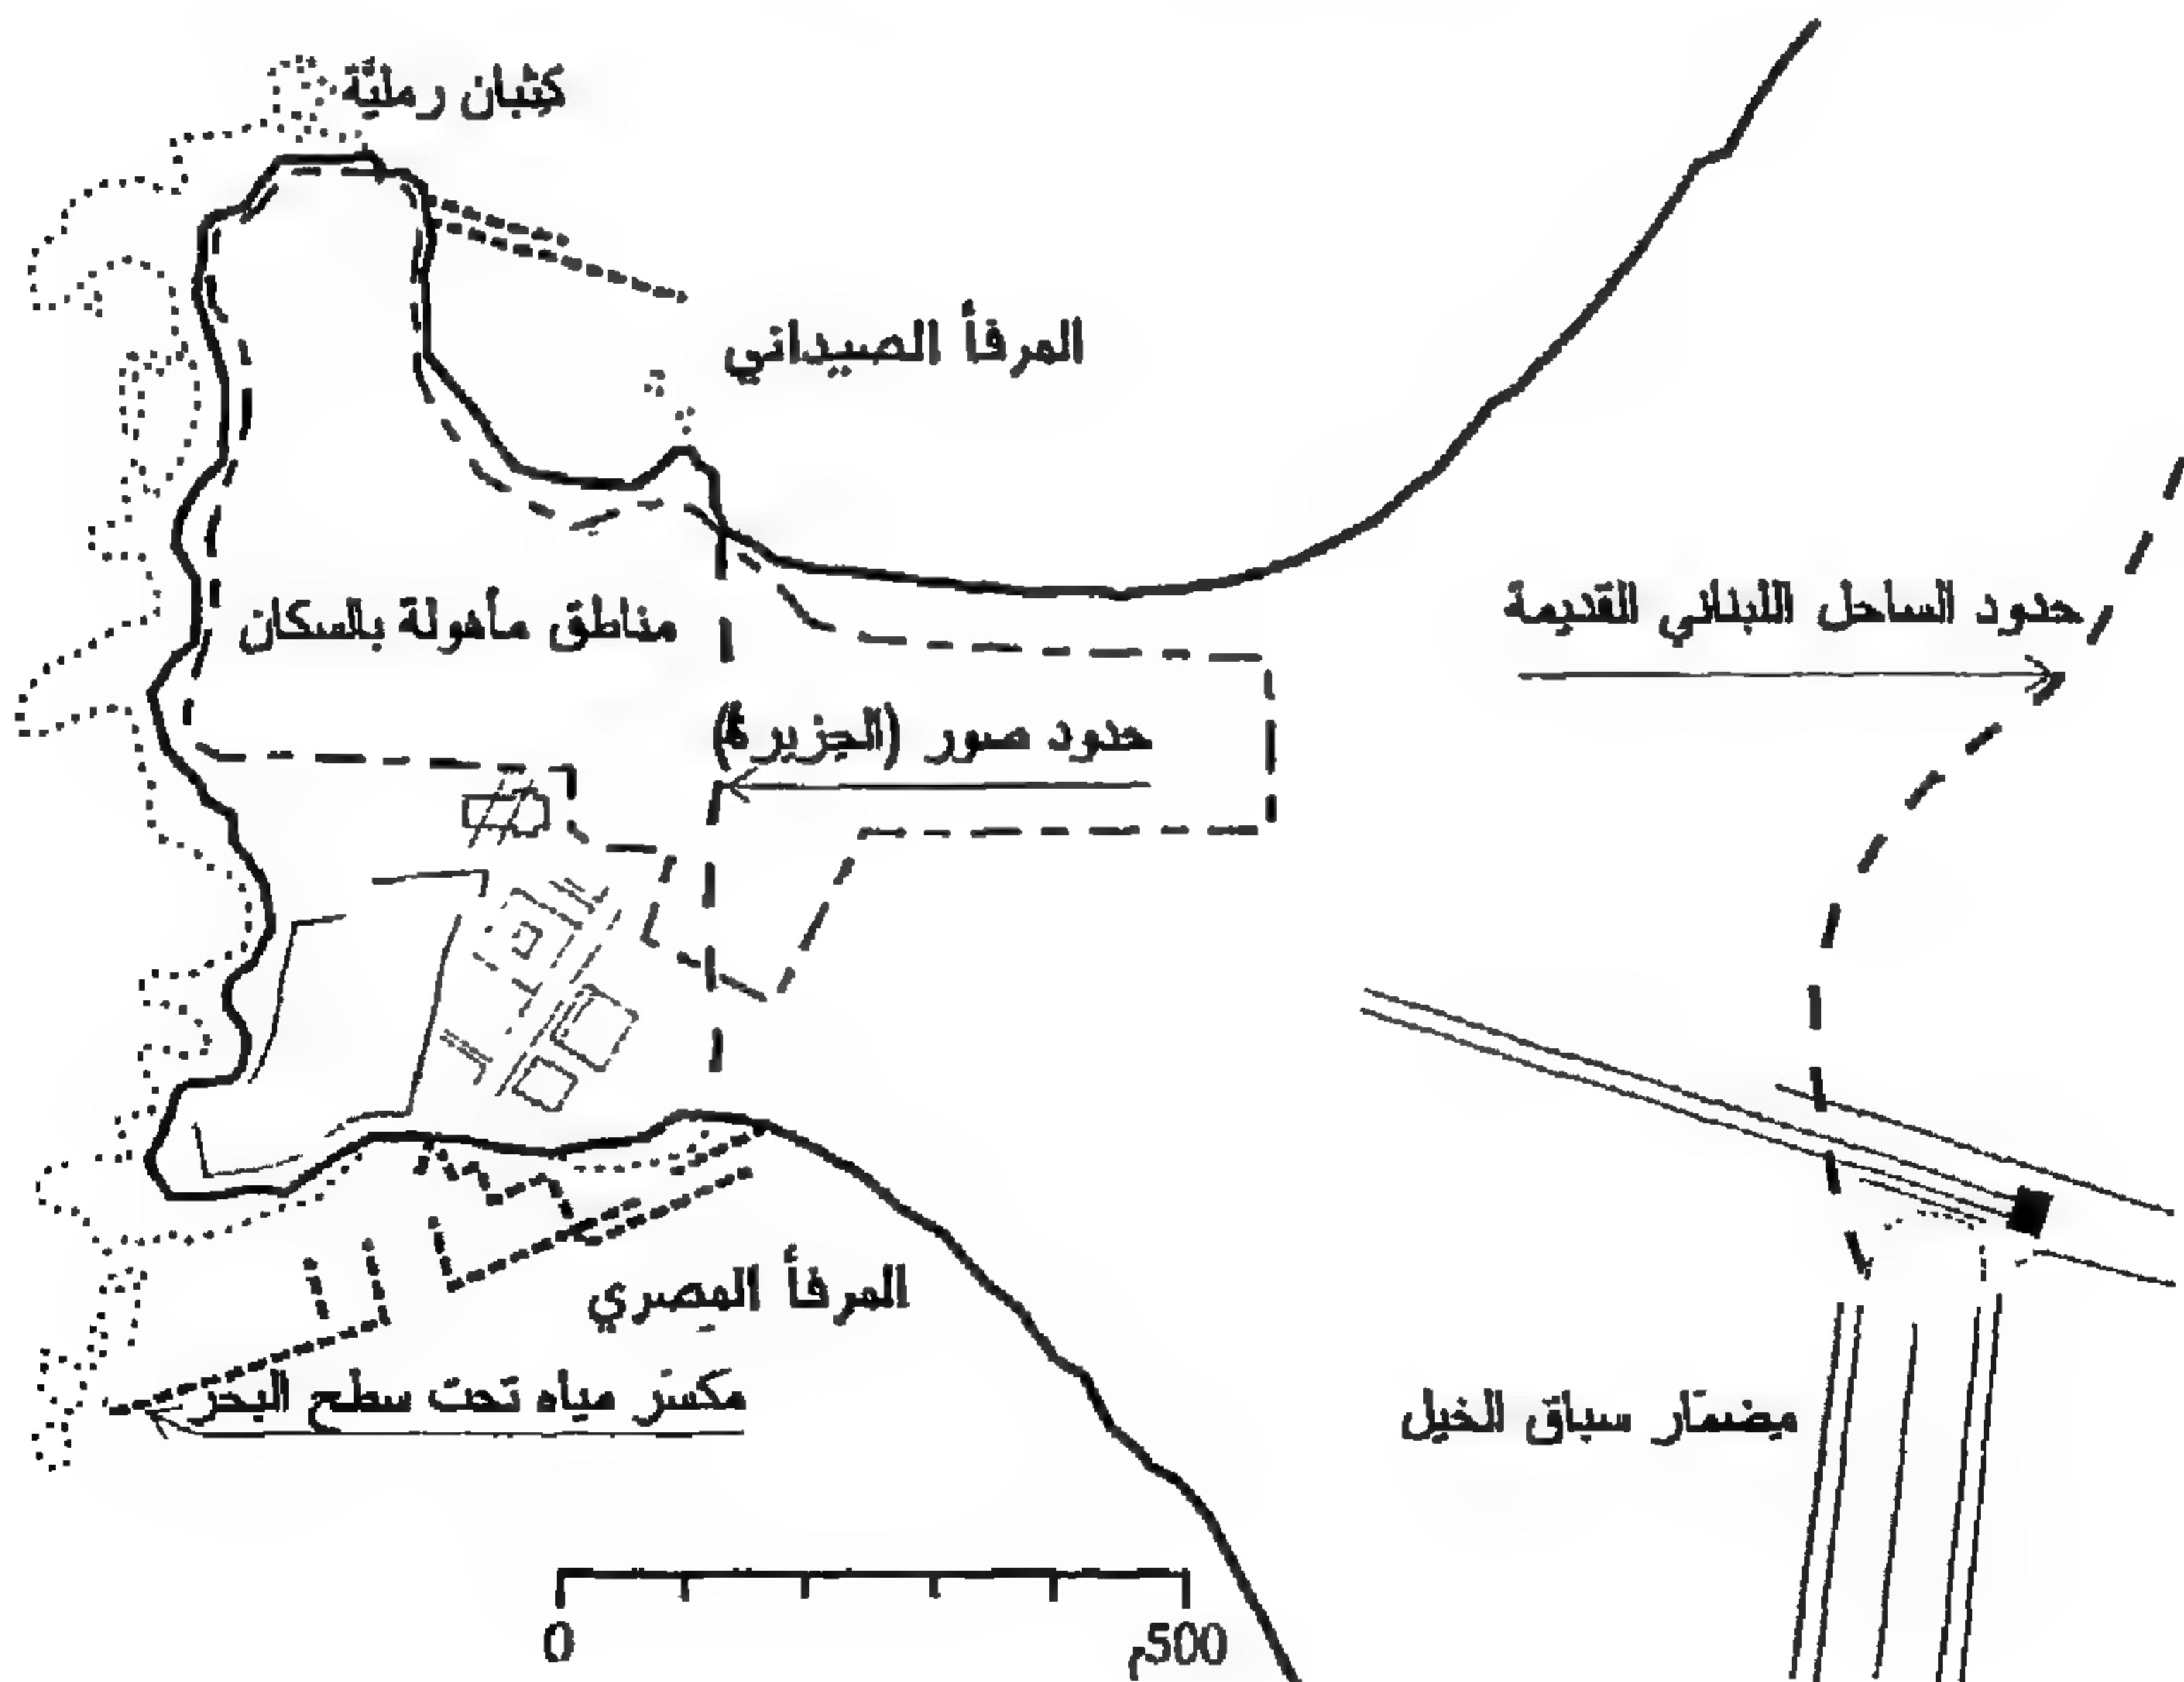 كثبان رملية
المرفأ الصيداني
حدود الساحل اللبناني القديمة
مناطق مأهولة بالسكان
حدود صور (الجزيرة)
المرفأ المصري
مكسر مياه تحت سطح البحر
مضمار سباق الخيل
0
500م